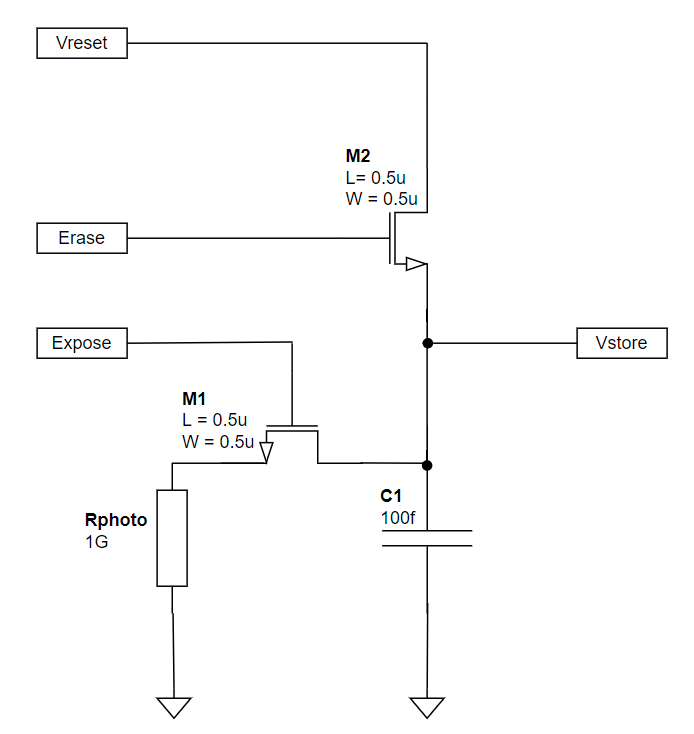 Vreset
M2
L= 0.5u
W = 0.5u
Erase
Expose
Vstore
M1
L = 0.5u
W = 0.5u
C1
100f
Rphoto
1G